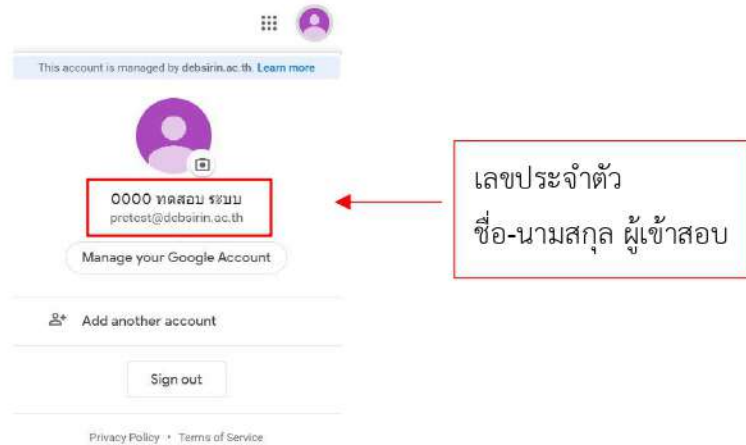 This account is managed by debsirin.ac.th. Learn more
0000 ทดสอบ ระบบ
pretest@debsirin.ac.th
Manage your Google Account
Add another account
Sign out
Privacy Policy • Terms of Service
เลขประจำตัว
ชื่อ-นามสกุล ผู้เข้าสอบ